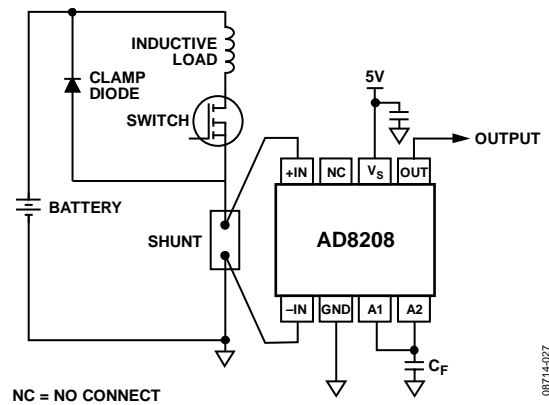 INDUCTIVE
LOAD
CLAMP
DIODE
SWITCH
5V
OUTPUT
+IN NC VS OUT
BATTERY
SHUNT
AD8208
–IN GND A1 A2
CF
NC = NO CONNECT
08714-027